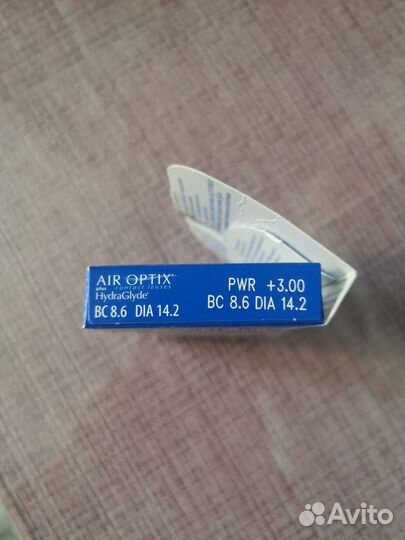 AIR OPTIX®
plus contact lenses
HydraGlyde®
BC 8.6 DIA 14.2
PWR +3.00
BC 8.6 DIA 14.2
Avito